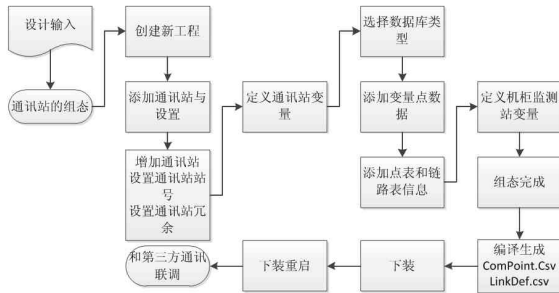 设计输入
通讯站的组态
创建新工程
添加通讯站与
设置
增加通讯站
设置通讯站站
号
设置通讯站冗
余
定义通讯站变
量
选择数据库类
型
添加变量点数
据
添加点表和链
路表信息
定义机柜监测
站变量
组态完成
编译生成
ComPoint.Csv
LinkDef.csv
下装
下装重启
和第三方通讯
联调